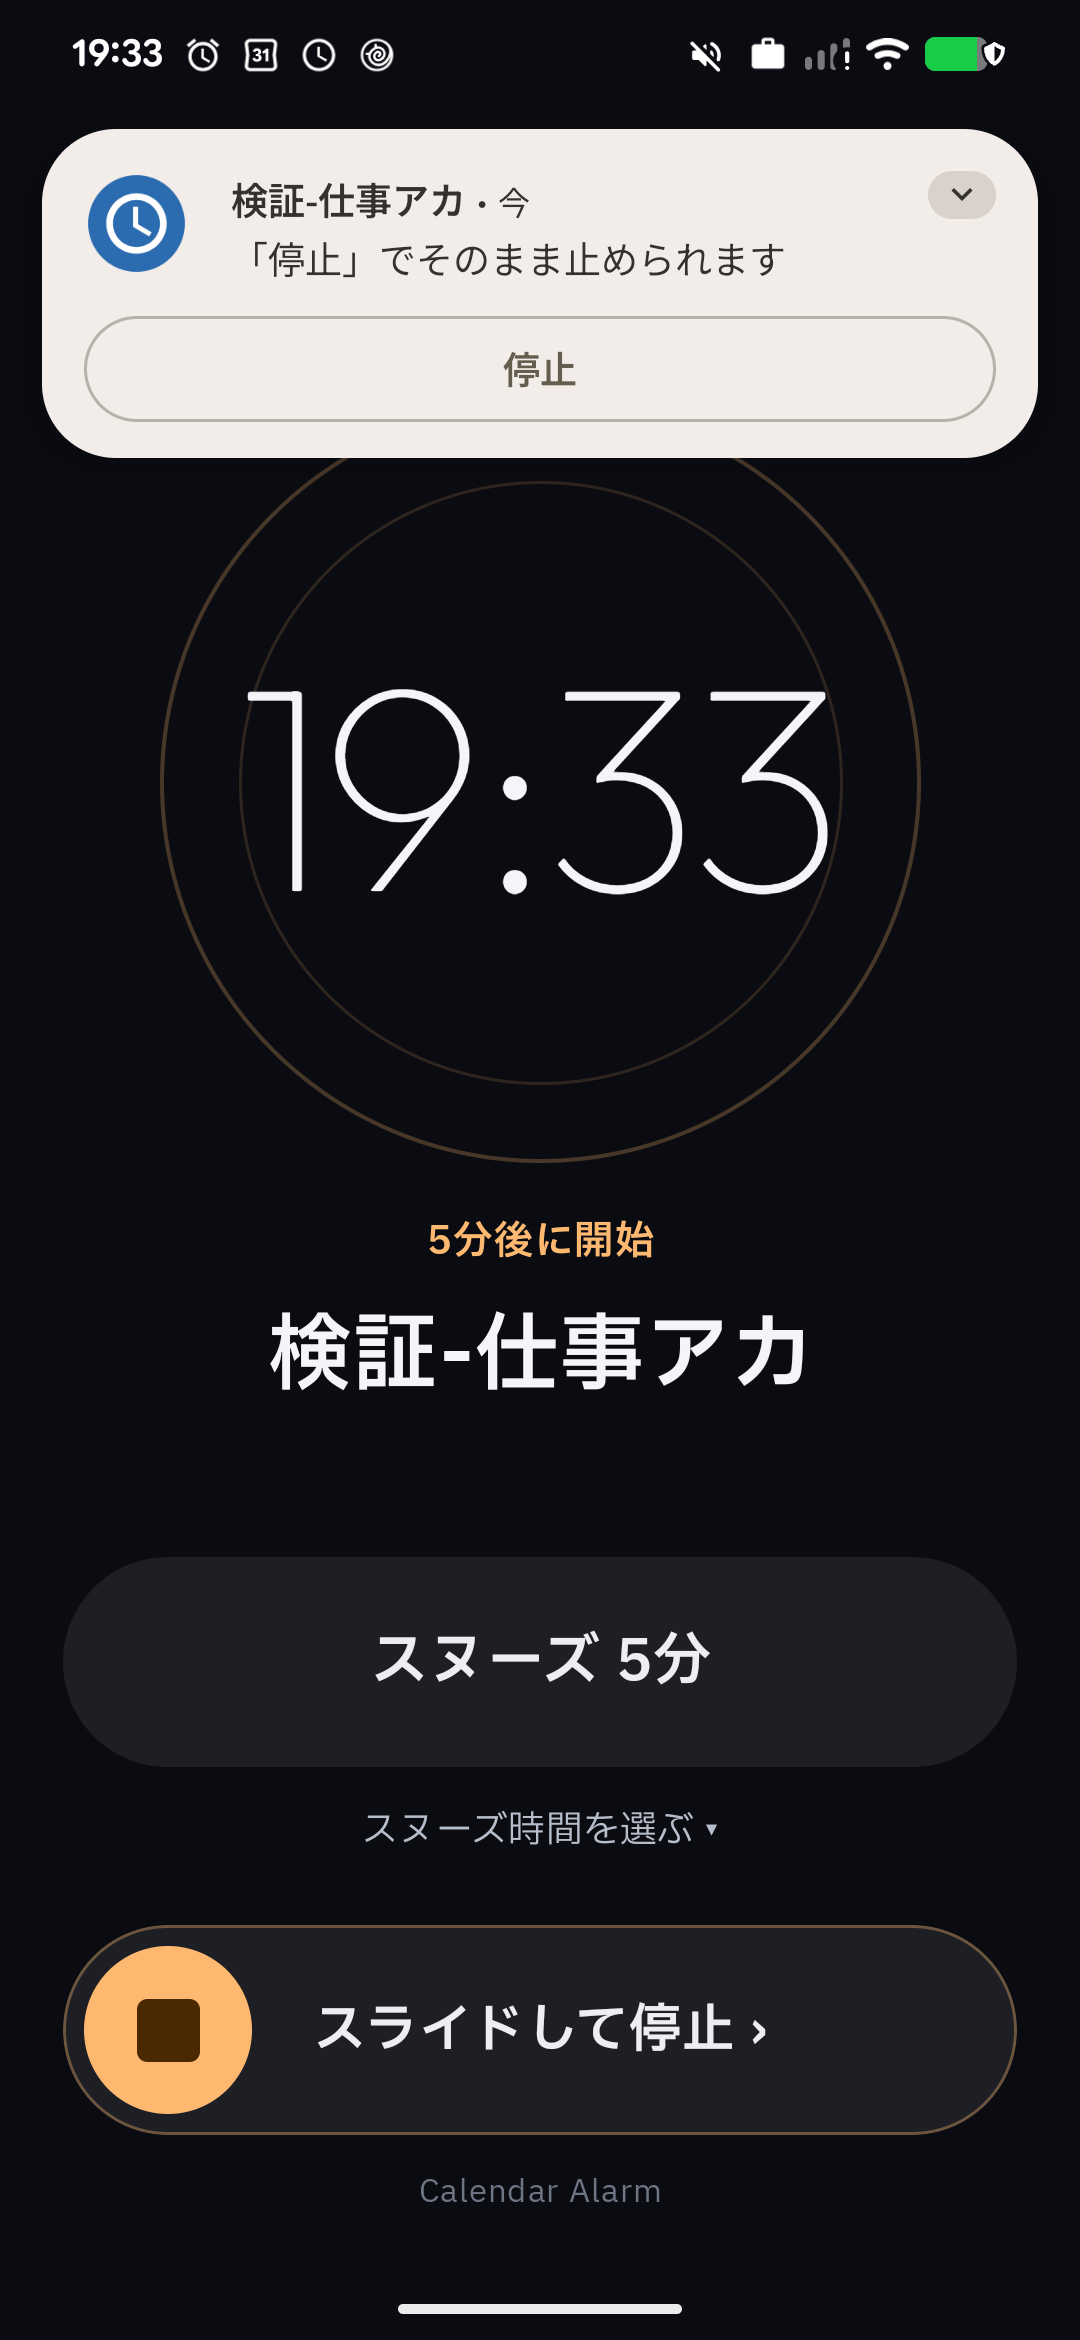 19:33
31
検証-仕事アカ・今
「停止」でそのまま止められます
停止
19:33
5分後に開始
検証-仕事アカ
スヌーズ 5分
スヌーズ時間を選ぶ ▾
スライドして停止 ›
Calendar Alarm